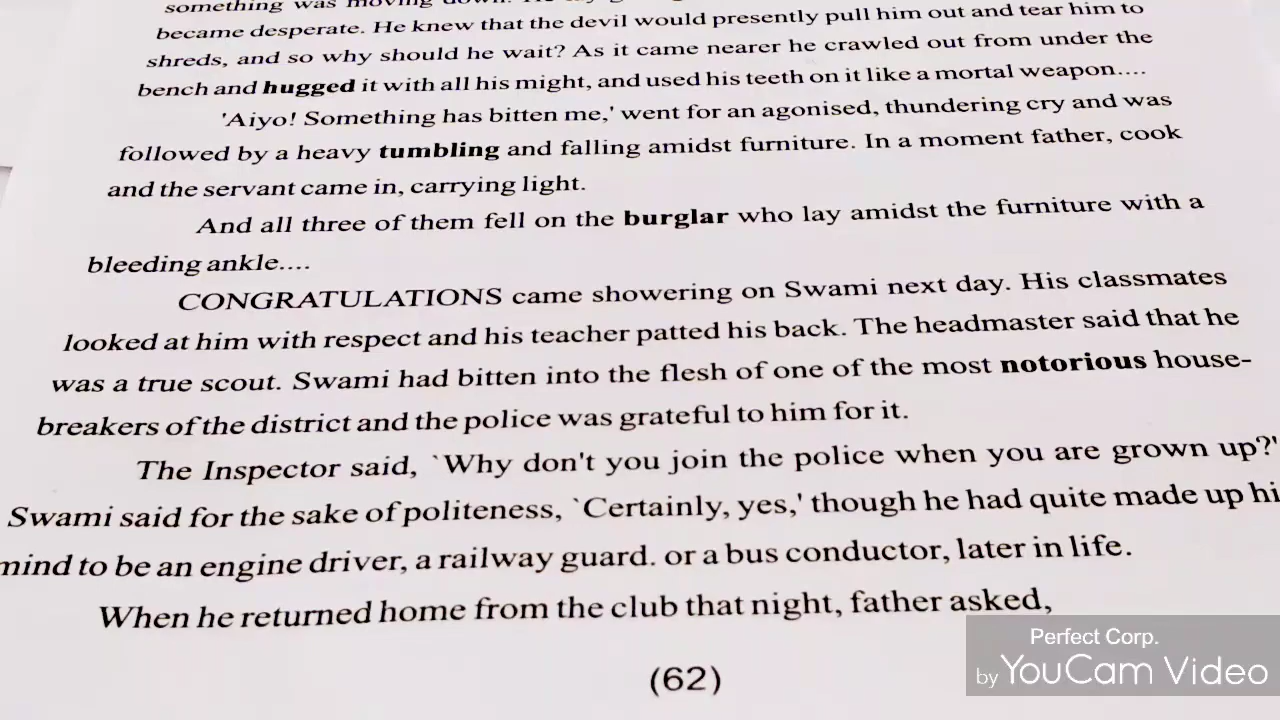 something was moving down. He lay
became desperate. He knew that the devil would presently pull him out and tear him to
shreds, and so why should he wait? As it came nearer he crawled out from under the
bench and hugged it with all his might, and used his teeth on it like a mortal weapon....
'Aiyo! Something has bitten me,' went for an agonised, thundering cry and was
followed by a heavy tumbling and falling amidst furniture. In a moment father, cook
and the servant came in, carrying light.
And all three of them fell on the burglar who lay amidst the furniture with a
bleeding ankle....
CONGRATULATIONS came showering on Swami next day. His classmates
looked at him with respect and his teacher patted his back. The headmaster said that he
was a true scout. Swami had bitten into the flesh of one of the most notorious house-
breakers of the district and the police was grateful to him for it.
The Inspector said, `Why don't you join the police when you are grown up?'
Swami said for the sake of politeness, `Certainly, yes,' though he had quite made up hi
mind to be an engine driver, a railway guard. or a bus conductor, later in life.
When he returned home from the club that night, father asked,
(62)
Perfect Corp.
by YouCam Video